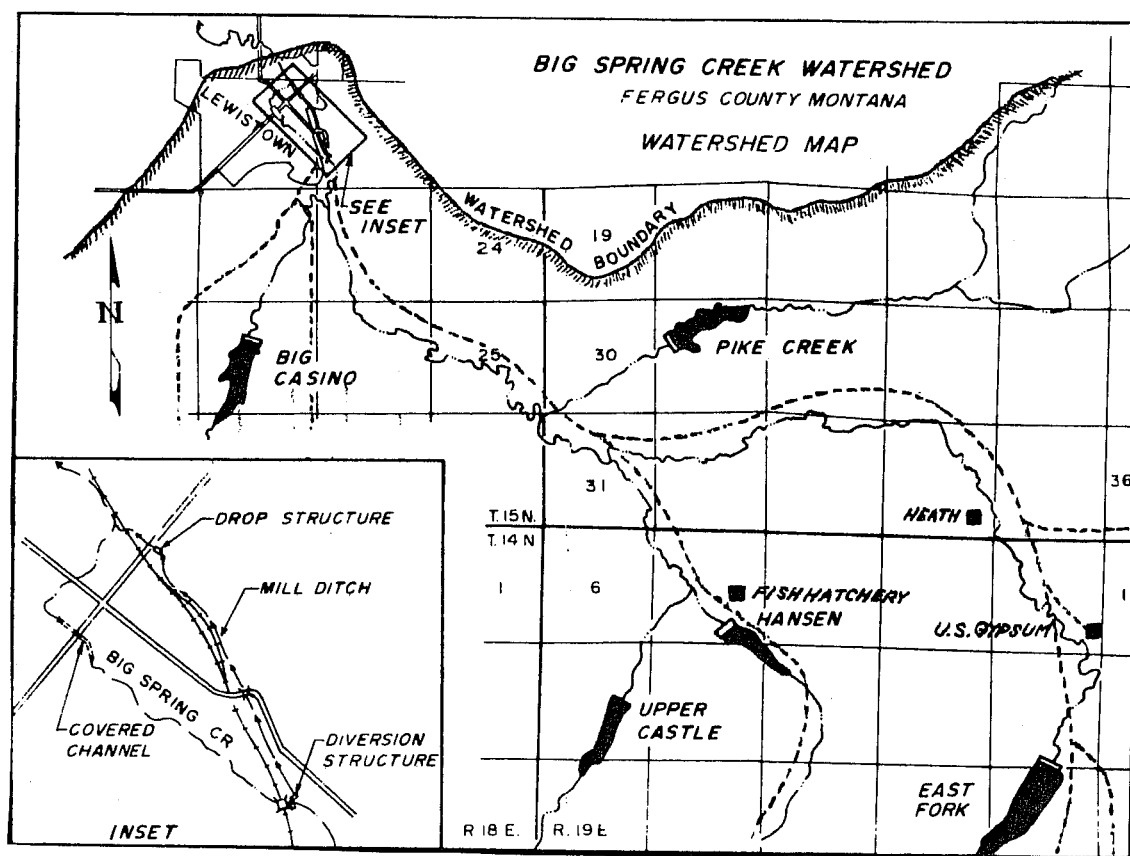 BIG SPRING CREEK WATERSHED
FERGUS COUNTY MONTANA
WATERSHED MAP
LEWISTOWN
SEE
INSET
WATERSHED
BOUNDARY
24
19
N
BIG
CASINO
25
30
PIKE CREEK
31
36
T. 15 N.
T. 14 N
HEATH
1
6
1
FISH HATCHERY
HANSEN
U.S. GYPSUM
UPPER
CASTLE
EAST
FORK
R 18 E.
R. 19 E
DROP STRUCTURE
MILL DITCH
BIG SPRING CR
COVERED
CHANNEL
DIVERSION
STRUCTURE
INSET